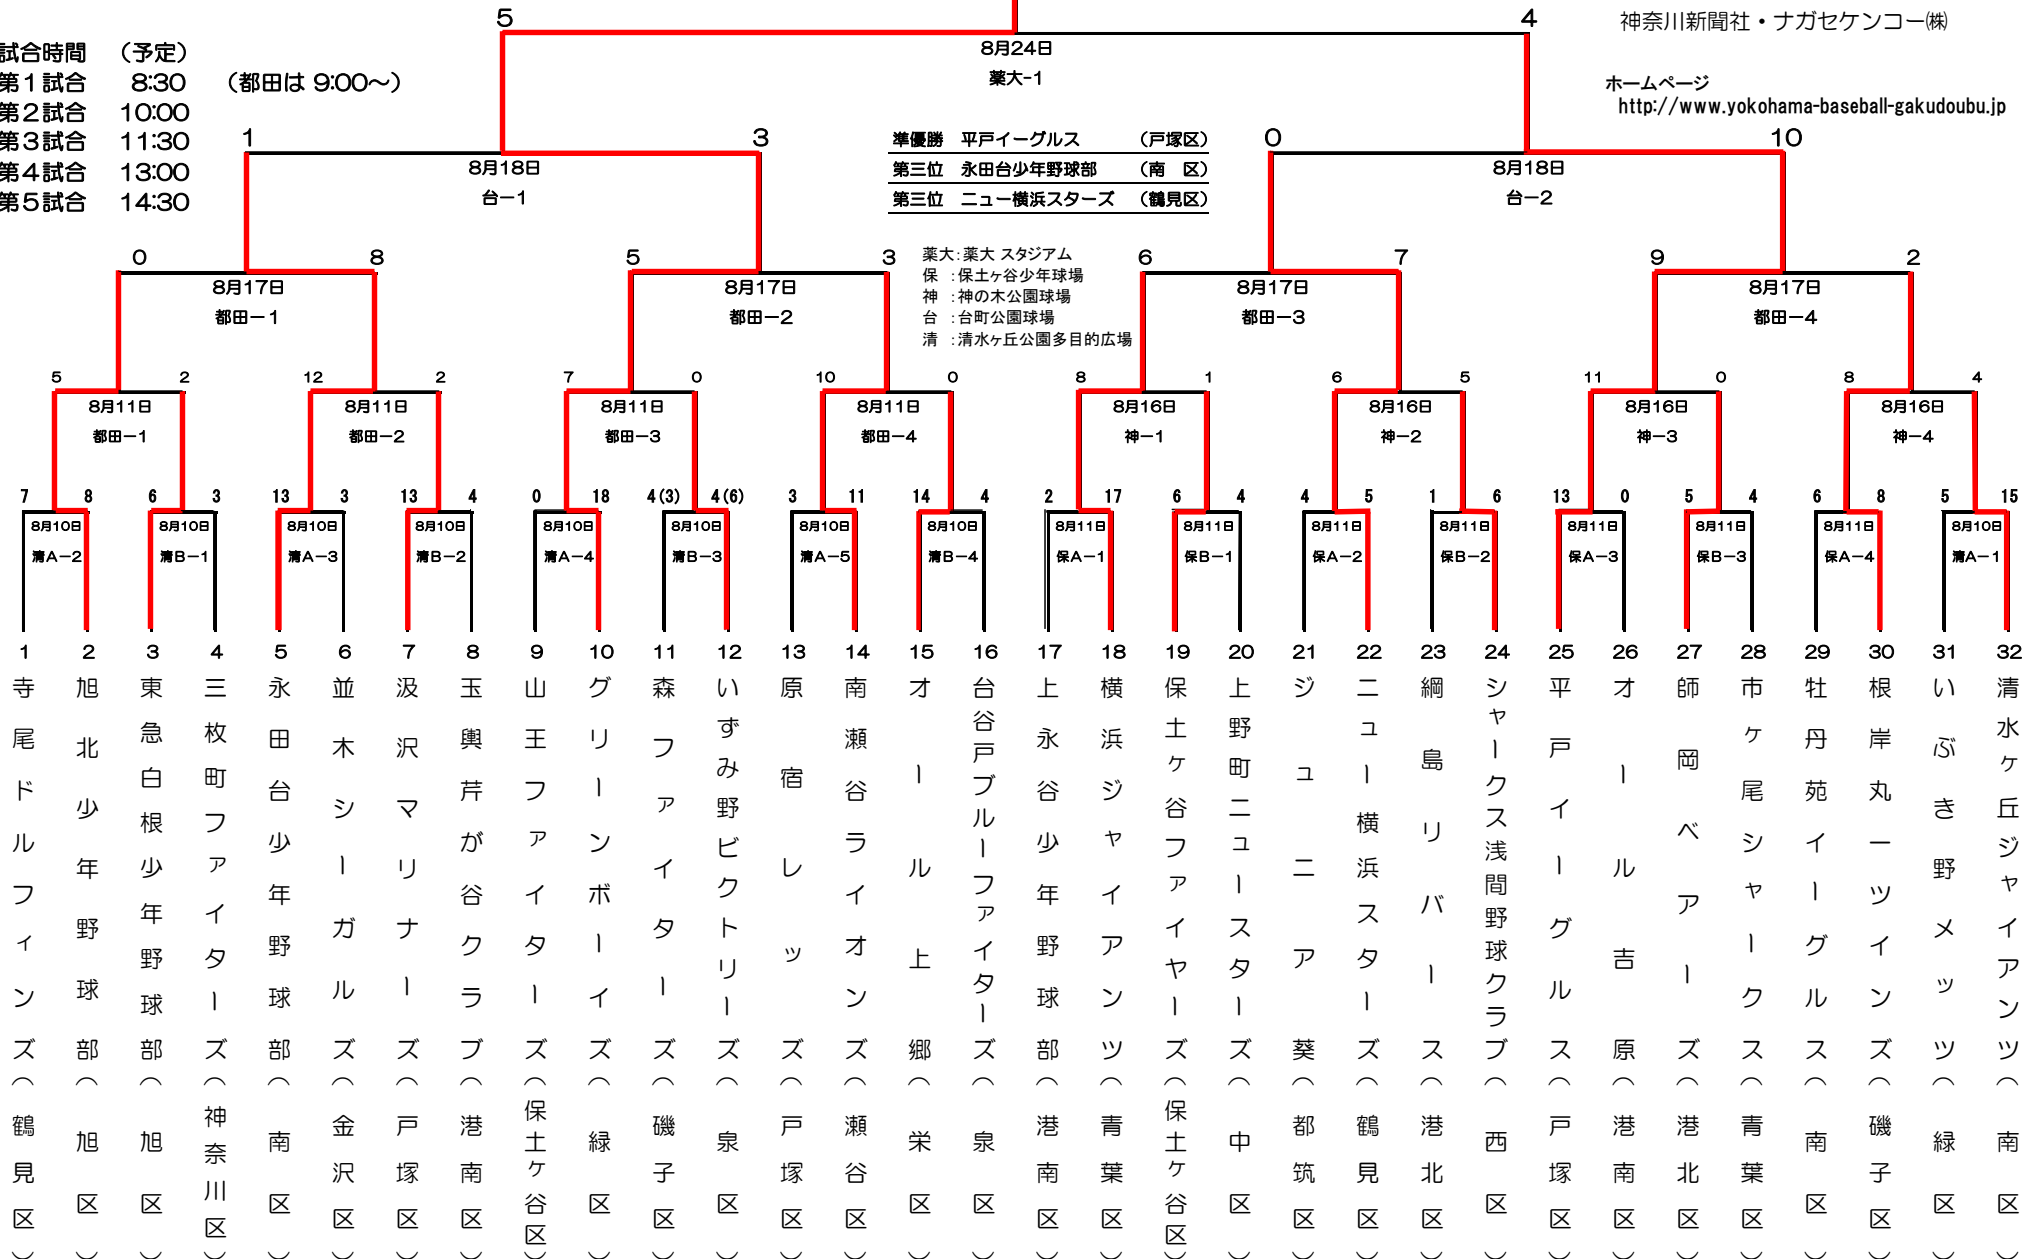 5
4
神奈川新聞社・ナガセケンコー㈱
8月24日
薬大-1
試合時間 (予定)
第1試合 8:30 (都田は 9:00~)
第2試合 10:00
第3試合 11:30
第4試合 13:00
第5試合 14:30
ホームページ
http://www.yokohama-baseball-gakudoubu.jp
1 3
8月18日
台-1
準優勝 平戸イーグルス (戸塚区)
第三位 永田台少年野球部 (南 区)
第三位 ニュー横浜スターズ (鶴見区)
0 10
8月18日
台-2
薬大:薬大 スタジアム
保 :保土ヶ谷少年球場
神 :神の木公園球場
台 :台町公園球場
清 :清水ヶ丘公園多目的広場
0 8 5 3 6 7 9 2
8月17日 8月17日 8月17日 8月17日
都田-1 都田-2 都田-3 都田-4
5 2 12 2 7 0 10 0 8 1 6 5 11 0 8 4
8月11日 8月11日 8月11日 8月11日 8月16日 8月16日 8月16日 8月16日
都田-1 都田-2 都田-3 都田-4 神-1 神-2 神-3 神-4
7 8 6 3 13 3 13 4 0 18 4(3) 4(6) 3 11 14 4 2 17 6 4 4 5 1 6 13 0 5 4 6 8 5 15
8月10日 8月10日 8月10日 8月10日 8月10日 8月10日 8月10日 8月10日 8月11日 8月11日 8月11日 8月11日 8月11日 8月11日 8月11日 8月10日
清A-2 清B-1 清A-3 清B-2 清A-4 清B-3 清A-5 清B-4 保A-1 保B-1 保A-2 保B-2 保A-3 保B-3 保A-4 清A-1
1 寺尾ドルフィンズ(鶴見区)
2 旭北少年野球部(旭区)
3 東急白根少年野球部(旭区)
4 三枚町ファイターズ(神奈川区)
5 永田台少年野球部(南区)
6 並木シーガルズ(金沢区)
7 汲沢マリナーズ(戸塚区)
8 玉輿芹が谷クラブ(港南区)
9 山王ファイターズ(保土ヶ谷区)
10 グリーンボーイズ(緑区)
11 森ファイターズ(磯子区)
12 いずみ野ビクトリーズ(泉区)
13 原宿レッズ(戸塚区)
14 南瀬谷ライオンズ(瀬谷区)
15 オール上郷(栄区)
16 台谷戸ブルーファイターズ(泉区)
17 上永谷少年野球部(港南区)
18 横浜ジャイアンツ(青葉区)
19 保土ヶ谷ファイヤーズ(保土ヶ谷区)
20 上野町ニュースターズ(中区)
21 ジュニア葵(都筑区)
22 ニュー横浜スターズ(鶴見区)
23 綱島リバース(港北区)
24 シャークス浅間野球クラブ(西区)
25 平戸イーグルス(戸塚区)
26 オール吉原(港南区)
27 師岡ベアーズ(港北区)
28 市ヶ尾シャークス(青葉区)
29 牡丹苑イーグルス(南区)
30 根岸丸一ツインズ(磯子区)
31 いぶき野メッツ(緑区)
32 清水ヶ丘ジャイアンツ(南区)